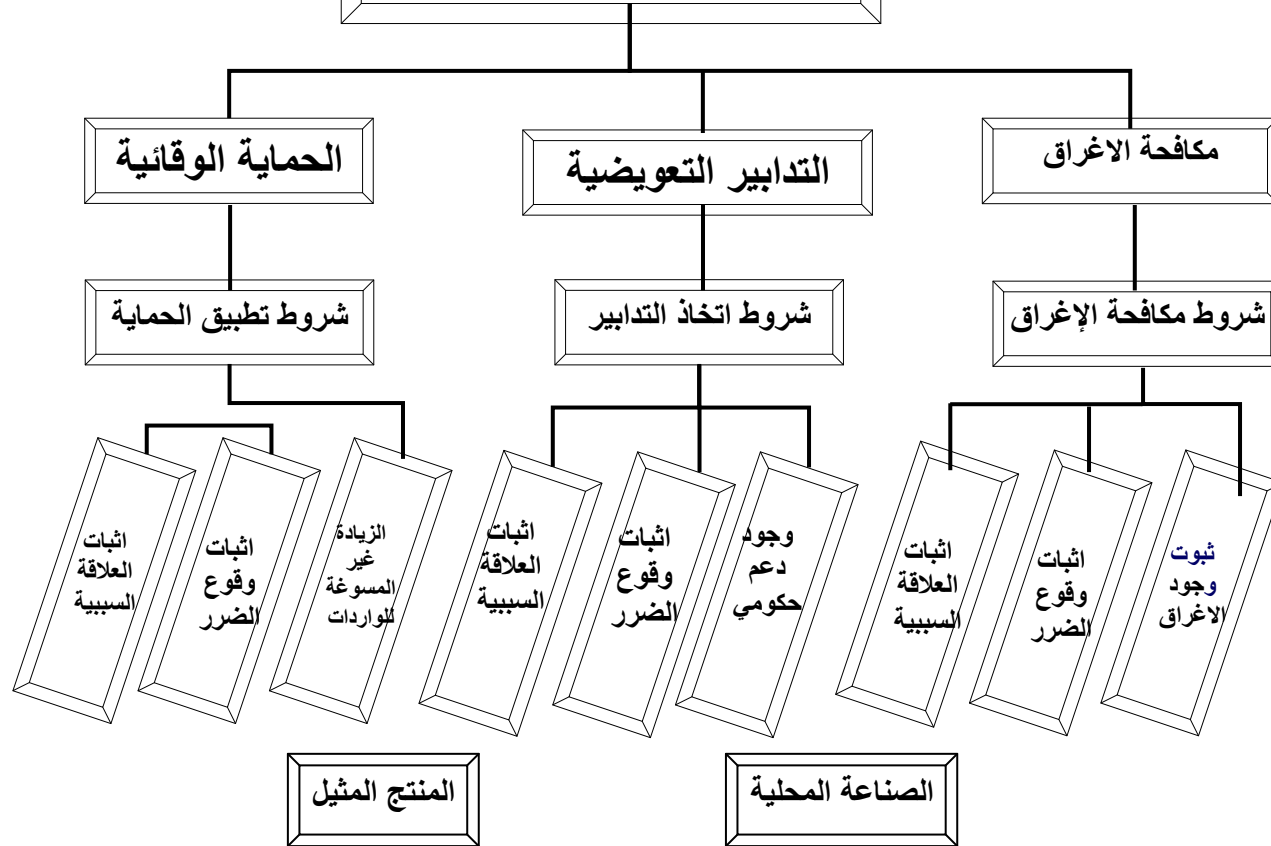 مكافحة الاغراق
التدابير التعويضية
الحماية الوقائية
شروط مكافحة الإغراق
شروط اتخاذ التدابير
شروط تطبيق الحماية
ثبوت
وجود
الاغراق
اثبات
وقوع
الضرر
اثبات
العلاقة
السببية
وجود
دعم
حكومي
اثبات
وقوع
الضرر
اثبات
العلاقة
السببية
الزيادة
غير
المسوغة
للواردات
اثبات
وقوع
الضرر
اثبات
العلاقة
السببية
الصناعة المحلية
المنتج المثيل